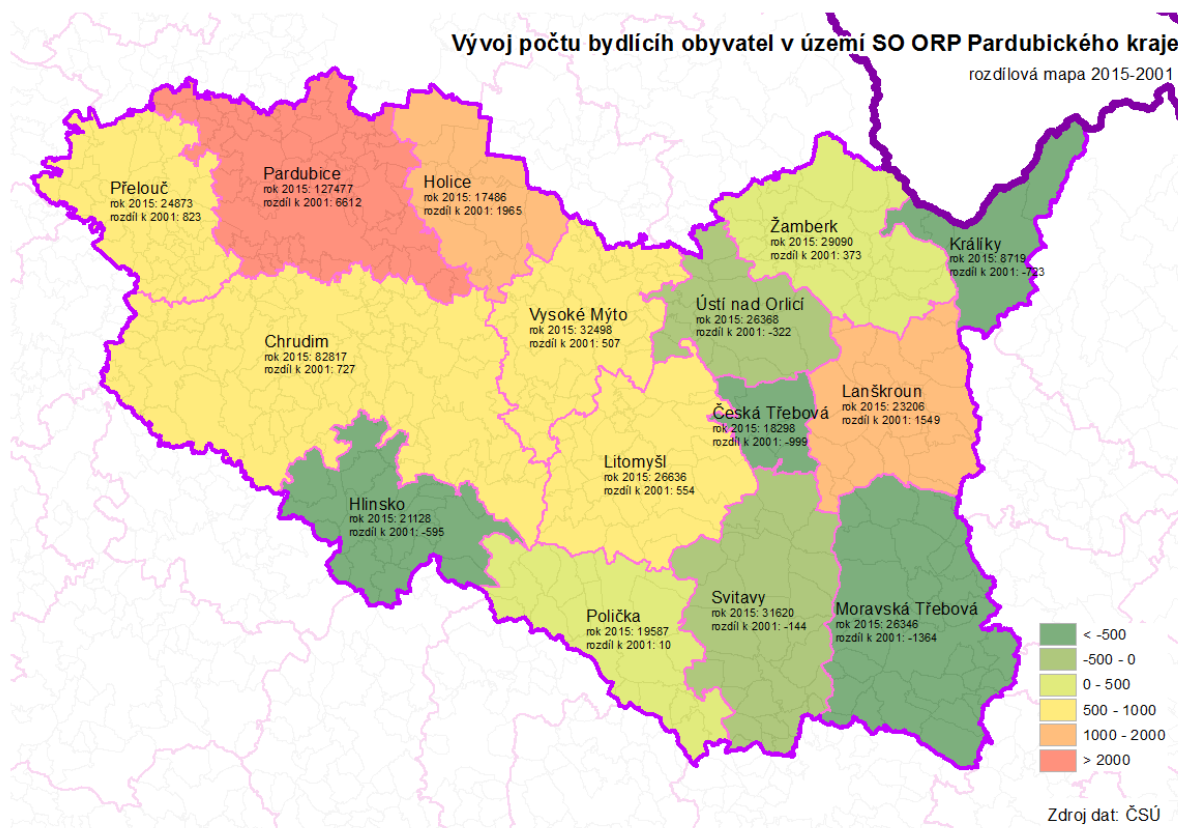 Vývoj počtu bydlících obyvatel v území SO ORP Pardubického kraje
rozdílová mapa 2015-2001
Pardubice
rok 2015: 127477
rozdíl k 2001: 6612
Holice
rok 2015: 17486
rozdíl k 2001: 1965
Přelouč
rok 2015: 24873
rozdíl k 2001: 823
Žamberk
rok 2015: 29090
rozdíl k 2001: 373
Králíky
rok 2015: 8719
rozdíl k 2001: -723
Ústí nad Orlicí
rok 2015: 26368
rozdíl k 2001: -322
Vysoké Mýto
rok 2015: 32498
rozdíl k 2001: 507
Chrudim
rok 2015: 82817
rozdíl k 2001: 727
Lanškroun
rok 2015: 23206
rozdíl k 2001: 1549
Česká Třebová
rok 2015: 18298
rozdíl k 2001: -999
Litomyšl
rok 2015: 26636
rozdíl k 2001: 554
Hlinsko
rok 2015: 21128
rozdíl k 2001: -595
Svitavy
rok 2015: 31620
rozdíl k 2001: -144
Moravská Třebová
rok 2015: 26346
rozdíl k 2001: -1364
Polička
rok 2015: 19587
rozdíl k 2001: 10
< -500
-500 - 0
0 - 500
500 - 1000
1000 - 2000
> 2000
Zdroj dat: ČSÚ